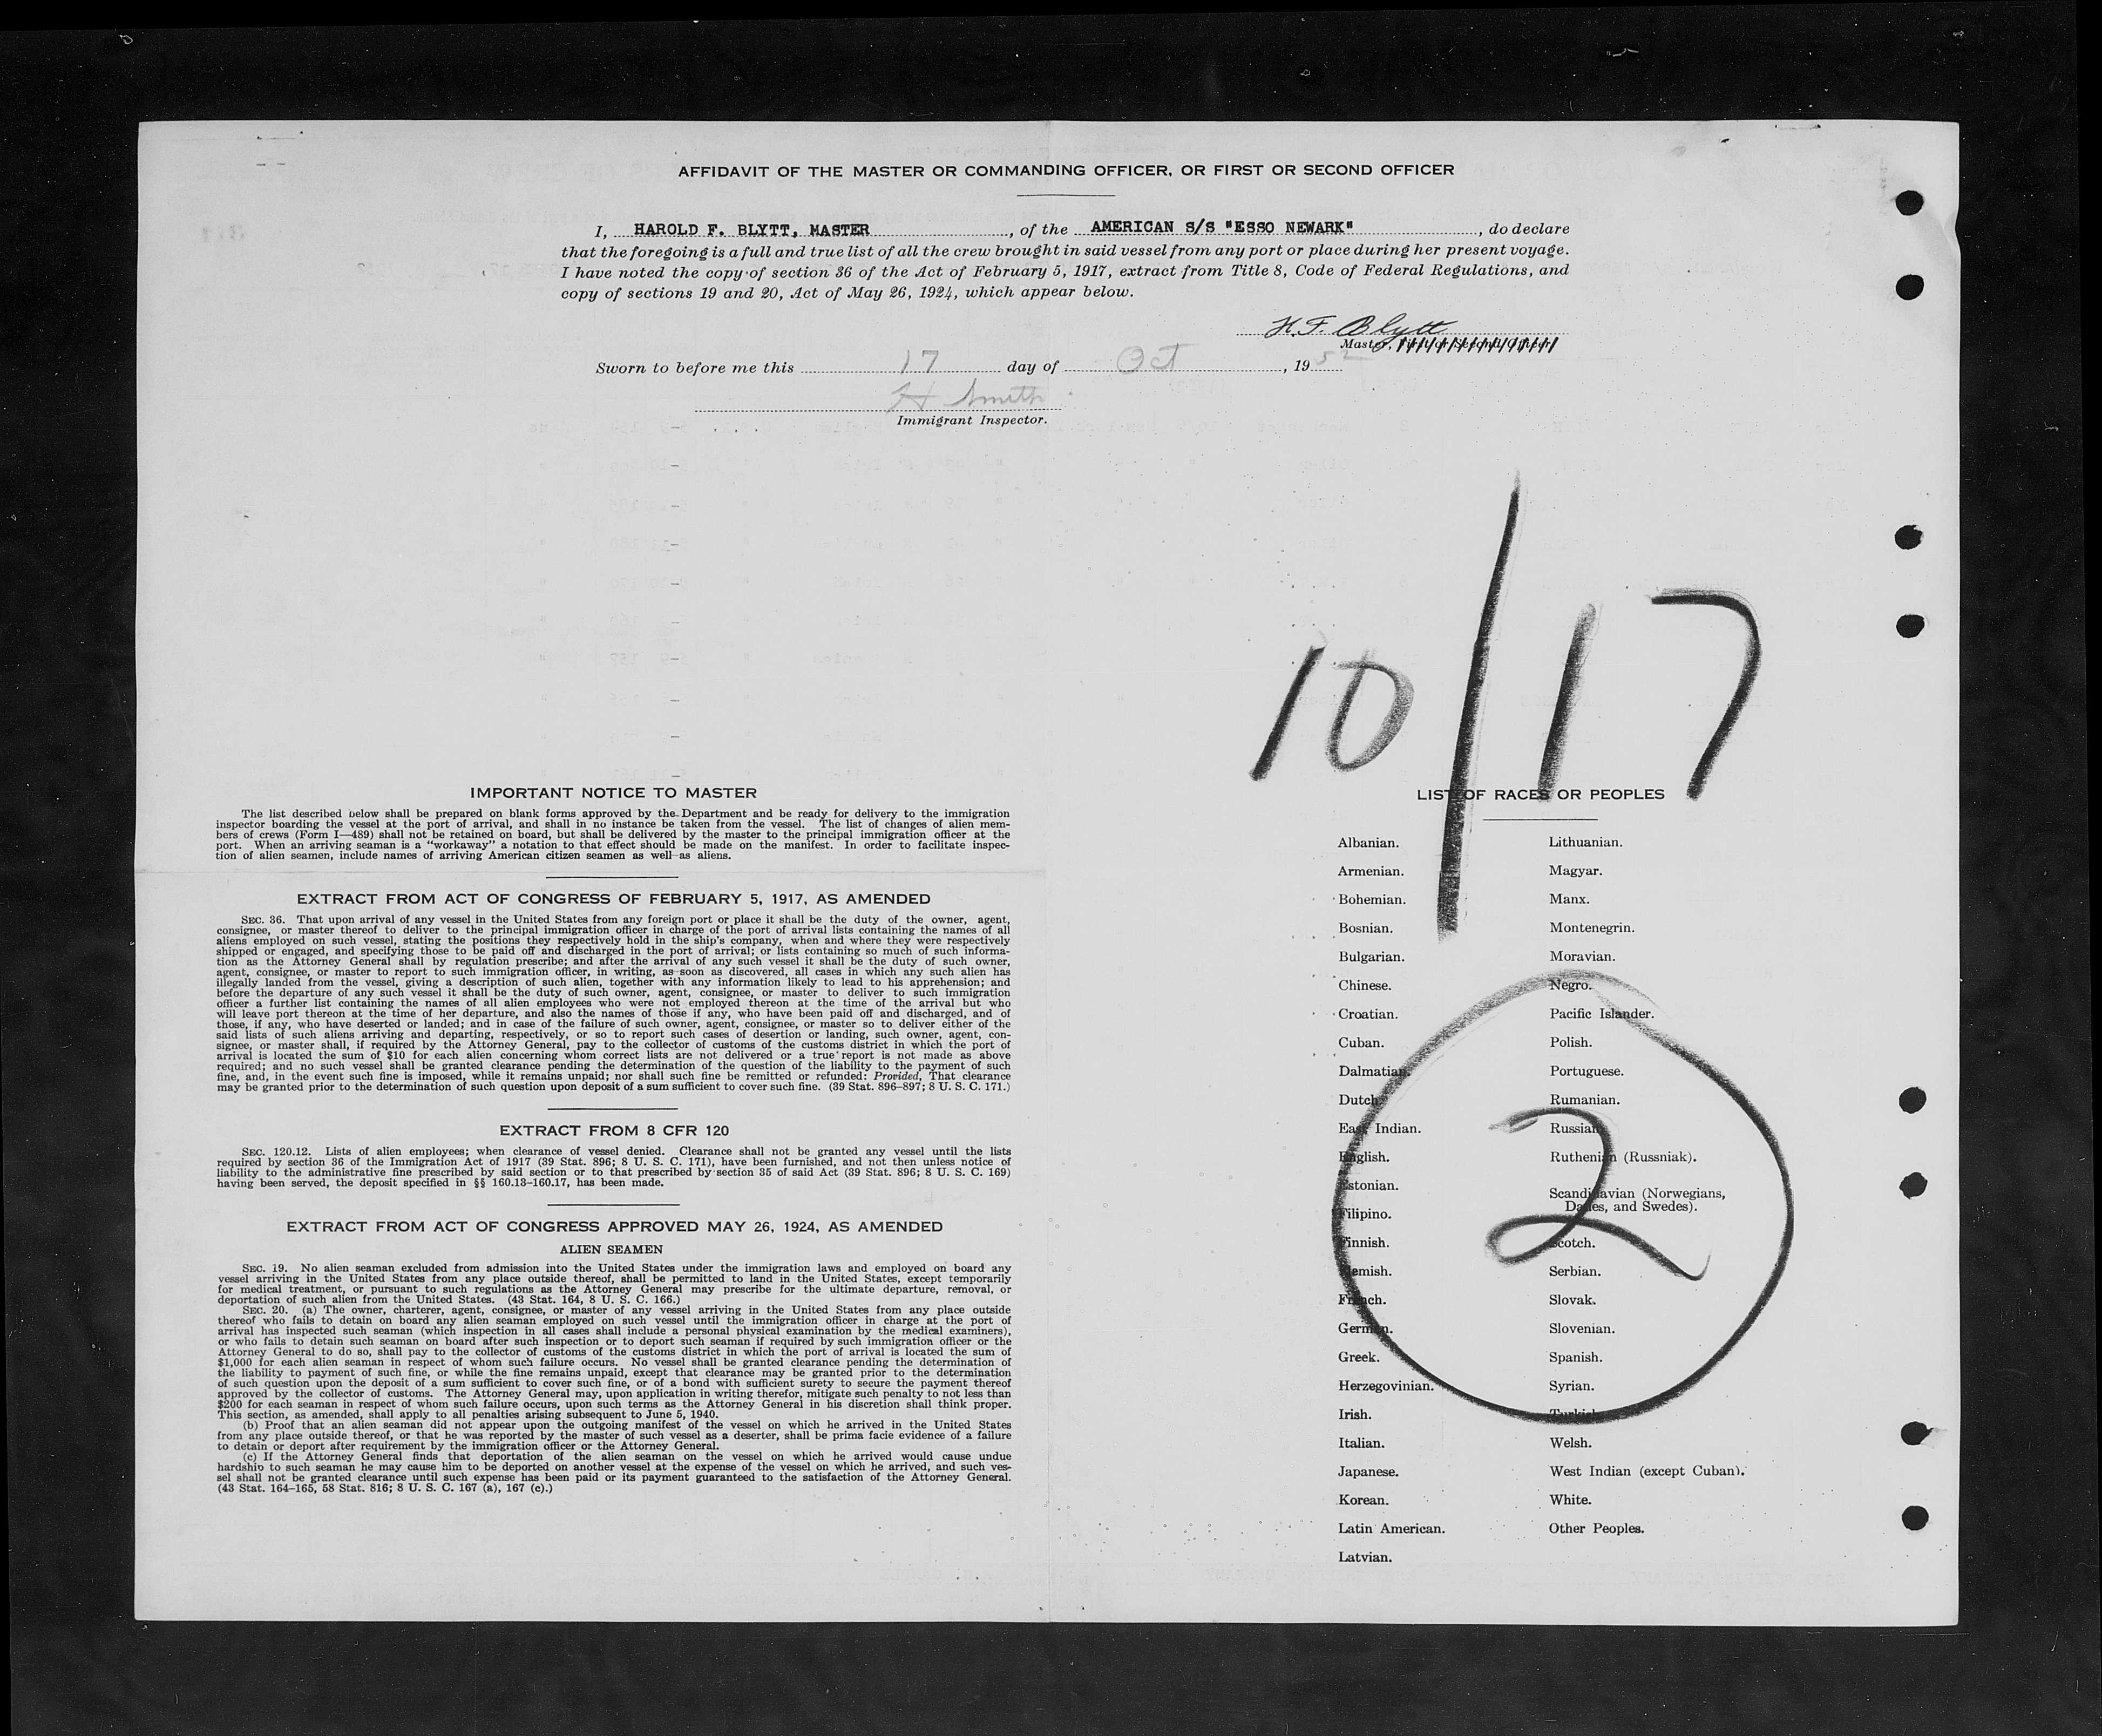 AFFIDAVIT OF THE MASTER OR COMMANDING OFFICER, OR FIRST OR SECOND OFFICER
I, HAROLD F. BLYTT, MASTER, of the AMERICAN S/S "ESSO NEWARK", do declare
that the foregoing is a full and true list of all the crew brought in said vessel from any port or place during her present voyage.
I have noted the copy of section 36 of the Act of February 5, 1917, extract from Title 8, Code of Federal Regulations, and
copy of sections 19 and 20, Act of May 26, 1924, which appear below.
H.F. Blytt
Master, First or Second Officer
Sworn to before me this 17 day of Oct, 1952
H Smith
Immigrant Inspector.
10/17
IMPORTANT NOTICE TO MASTER
The list described below shall be prepared on blank forms approved by the Department and be ready for delivery to the immigration
inspector boarding the vessel at the port of arrival, and shall in no instance be taken from the vessel. The list of changes of alien mem-
bers of crews (Form I—489) shall not be retained on board, but shall be delivered by the master to the principal immigration officer at the
port. When an arriving seaman is a "workaway" a notation to that effect should be made on the manifest. In order to facilitate inspec-
tion of alien seamen, include names of arriving American citizen seamen as well as aliens.
EXTRACT FROM ACT OF CONGRESS OF FEBRUARY 5, 1917, AS AMENDED
SEC. 36. That upon arrival of any vessel in the United States from any foreign port or place it shall be the duty of the owner, agent,
consignee, or master thereof to deliver to the principal immigration officer in charge of the port of arrival lists containing the names of all
aliens employed on such vessel, stating the positions they respectively hold in the ship's company, when and where they were respectively
shipped or engaged, and specifying those to be paid off and discharged in the port of arrival; or lists containing so much of such informa-
tion as the Attorney General shall by regulation prescribe; and after the arrival of any such vessel it shall be the duty of such owner,
agent, consignee, or master to report to such immigration officer, in writing, as soon as discovered, all cases in which any such alien has
illegally landed from the vessel, giving a description of such alien, together with any information likely to lead to his apprehension; and
before the departure of any such vessel it shall be the duty of such owner, agent, consignee, or master to deliver to such immigration
officer a further list containing the names of all alien employees who were not employed thereon at the time of the arrival but who
will leave port thereon at the time of her departure, and also the names of those if any, who have been paid off and discharged, and of
those, if any, who have deserted or landed; and in case of the failure of such owner, agent, consignee, or master so to deliver either of the
said lists of such aliens arriving and departing, respectively, or so to report such cases of desertion or landing, such owner, agent, con-
signee, or master shall, if required by the Attorney General, pay to the collector of customs of the customs district in which the port of
arrival is located the sum of $10 for each alien concerning whom correct lists are not delivered or a true report is not made as above
required; and no such vessel shall be granted clearance pending the determination of the question of the liability to the payment of such
fine, and, in the event such fine is imposed, while it remains unpaid; nor shall such fine be remitted or refunded: Provided, That clearance
may be granted prior to the determination of such question upon deposit of a sum sufficient to cover such fine. (39 Stat. 896–897; 8 U. S. C. 171.)
EXTRACT FROM 8 CFR 120
SEC. 120.12. Lists of alien employees; when clearance of vessel denied. Clearance shall not be granted any vessel until the lists
required by section 36 of the Immigration Act of 1917 (39 Stat. 896; 8 U. S. C. 171), have been furnished, and not then unless notice of
liability to the administrative fine prescribed by said section or to that prescribed by section 35 of said Act (39 Stat. 896; 8 U. S. C. 169)
having been served, the deposit specified in §§ 160.13–160.17, has been made.
EXTRACT FROM ACT OF CONGRESS APPROVED MAY 26, 1924, AS AMENDED
ALIEN SEAMEN
SEC. 19. No alien seaman excluded from admission into the United States under the immigration laws and employed on board any
vessel arriving in the United States from any place outside thereof, shall be permitted to land in the United States, except temporarily
for medical treatment, or pursuant to such regulations as the Attorney General may prescribe for the ultimate departure, removal, or
deportation of such alien from the United States. (43 Stat. 164, 8 U. S. C. 166.)
SEC. 20. (a) The owner, charterer, agent, consignee, or master of any vessel arriving in the United States from any place outside
thereof who fails to detain on board any alien seaman employed on such vessel until the immigration officer in charge at the port of
arrival has inspected such seaman (which inspection in all cases shall include a personal physical examination by the medical examiners),
or who fails to detain such seaman on board after such inspection or to deport such seaman if required by such immigration officer or the
Attorney General to do so, shall pay to the collector of customs of the customs district in which the port of arrival is located the sum of
$1,000 for each alien seaman in respect of whom such failure occurs. No vessel shall be granted clearance pending the determination of
the liability to payment of such fine, or while the fine remains unpaid, except that clearance may be granted prior to the determination
of such question upon the deposit of a sum sufficient to cover such fine, or of a bond with sufficient surety to secure the payment thereof
approved by the collector of customs. The Attorney General may, upon application in writing therefor, mitigate such penalty to not less than
$200 for each seaman in respect of whom such failure occurs, upon such terms as the Attorney General in his discretion shall think proper.
This section, as amended, shall apply to all penalties arising subsequent to June 5, 1940.
(b) Proof that an alien seaman did not appear upon the outgoing manifest of the vessel on which he arrived in the United States
from any place outside thereof, or that he was reported by the master of such vessel as a deserter, shall be prima facie evidence of a failure
to detain or deport after requirement by the immigration officer or the Attorney General.
(c) If the Attorney General finds that deportation of the alien seaman on the vessel on which he arrived would cause undue
hardship to such seaman he may cause him to be deported on another vessel at the expense of the vessel on which he arrived, and such ves-
sel shall not be granted clearance until such expense has been paid or its payment guaranteed to the satisfaction of the Attorney General.
(43 Stat. 164–165, 58 Stat. 816; 8 U. S. C. 167 (a), 167 (c).)
LIST OF RACES OR PEOPLES
Albanian.
Armenian.
Bohemian.
Bosnian.
Bulgarian.
Chinese.
Croatian.
Cuban.
Dalmatian.
Dutch.
East Indian.
English.
Estonian.
Filipino.
Finnish.
Flemish.
French.
German.
Greek.
Herzegovinian.
Irish.
Italian.
Japanese.
Korean.
Latin American.
Latvian.
Lithuanian.
Magyar.
Manx.
Montenegrin.
Moravian.
Negro.
Pacific Islander.
Polish.
Portuguese.
Rumanian.
Russian.
Ruthenian (Russniak).
Scandinavian (Norwegians,
Danes, and Swedes).
Scotch.
Serbian.
Slovak.
Slovenian.
Spanish.
Syrian.
Turkish.
Welsh.
West Indian (except Cuban).
White.
Other Peoples.
2